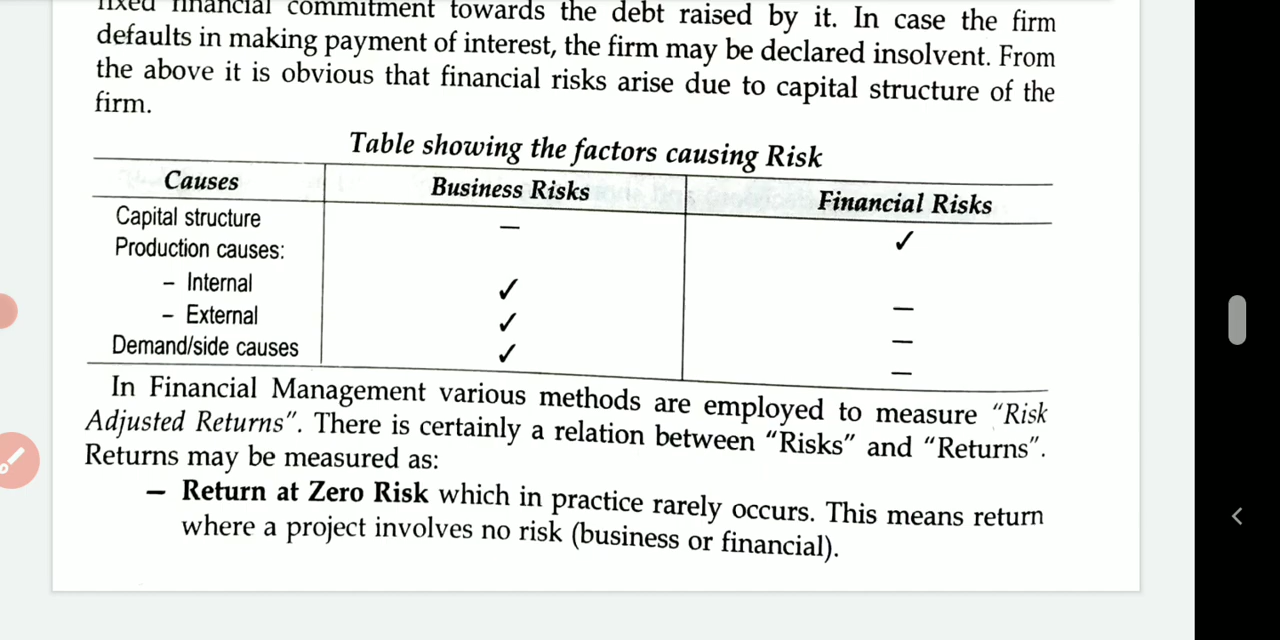 fixed financial commitment towards the debt raised by it. In case the firm
defaults in making payment of interest, the firm may be declared insolvent. From
the above it is obvious that financial risks arise due to capital structure of the
firm.
Table showing the factors causing Risk
Causes Business Risks Financial Risks
Capital structure – ✓
Production causes:
– Internal ✓ –
– External ✓ –
Demand/side causes ✓ –
In Financial Management various methods are employed to measure “Risk
Adjusted Returns”. There is certainly a relation between “Risks” and “Returns”.
Returns may be measured as:
– Return at Zero Risk which in practice rarely occurs. This means return
where a project involves no risk (business or financial).